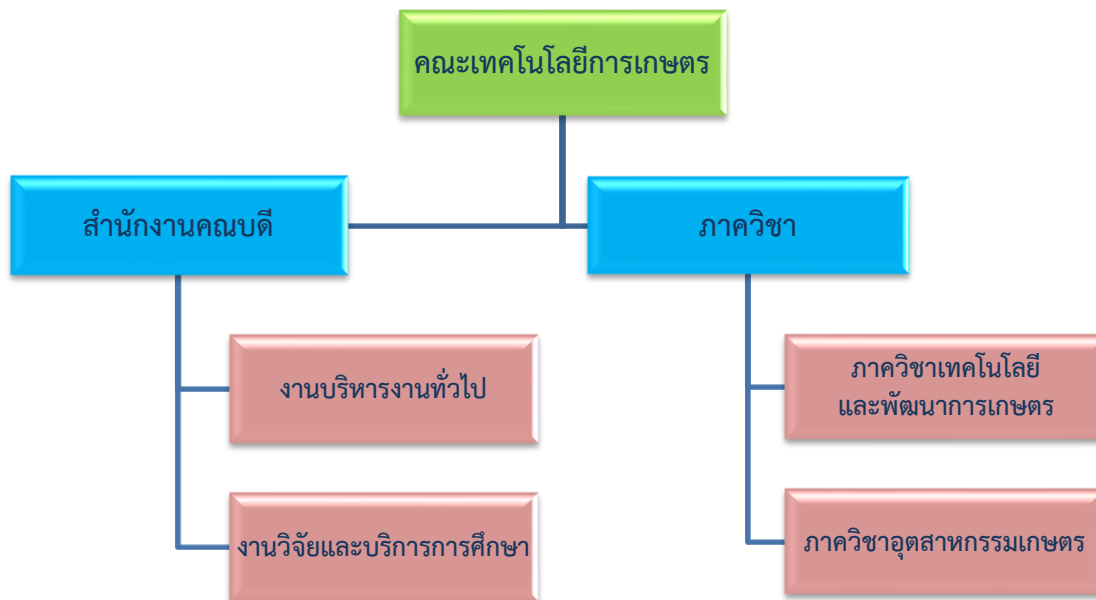 คณะเทคโนโลยีการเกษตร
สำนักงานคณบดี
ภาควิชา
งานบริหารงานทั่วไป
ภาควิชาเทคโนโลยี
และพัฒนาการเกษตร
งานวิจัยและบริการการศึกษา
ภาควิชาอุตสาหกรรมเกษตร